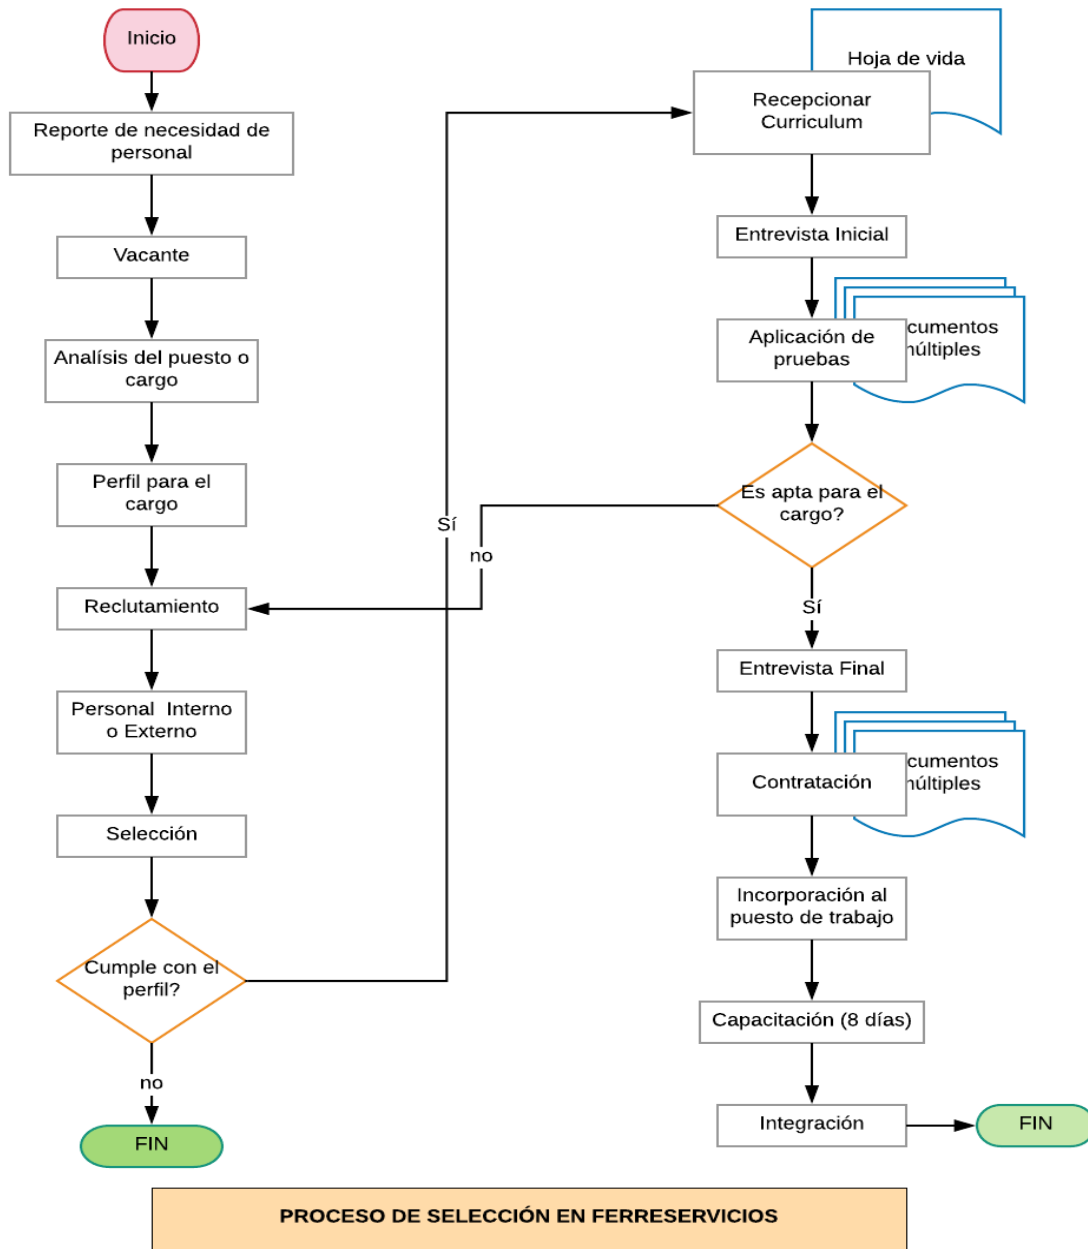 Inicio
Reporte de necesidad de
personal
Vacante
Analísis del puesto o
cargo
Perfil para el
cargo
Reclutamiento
Personal Interno
o Externo
Selección
Cumple con el
perfil?
no
FIN
Sí
no
Hoja de vida
Recepcionar
Curriculum
Entrevista Inicial
Aplicación de
pruebas
cumentos
múltiples
Es apta para el
cargo?
Sí
Entrevista Final
Contratación
cumentos
múltiples
Incorporación al
puesto de trabajo
Capacitación (8 días)
Integración
FIN
PROCESO DE SELECCIÓN EN FERRESERVICIOS